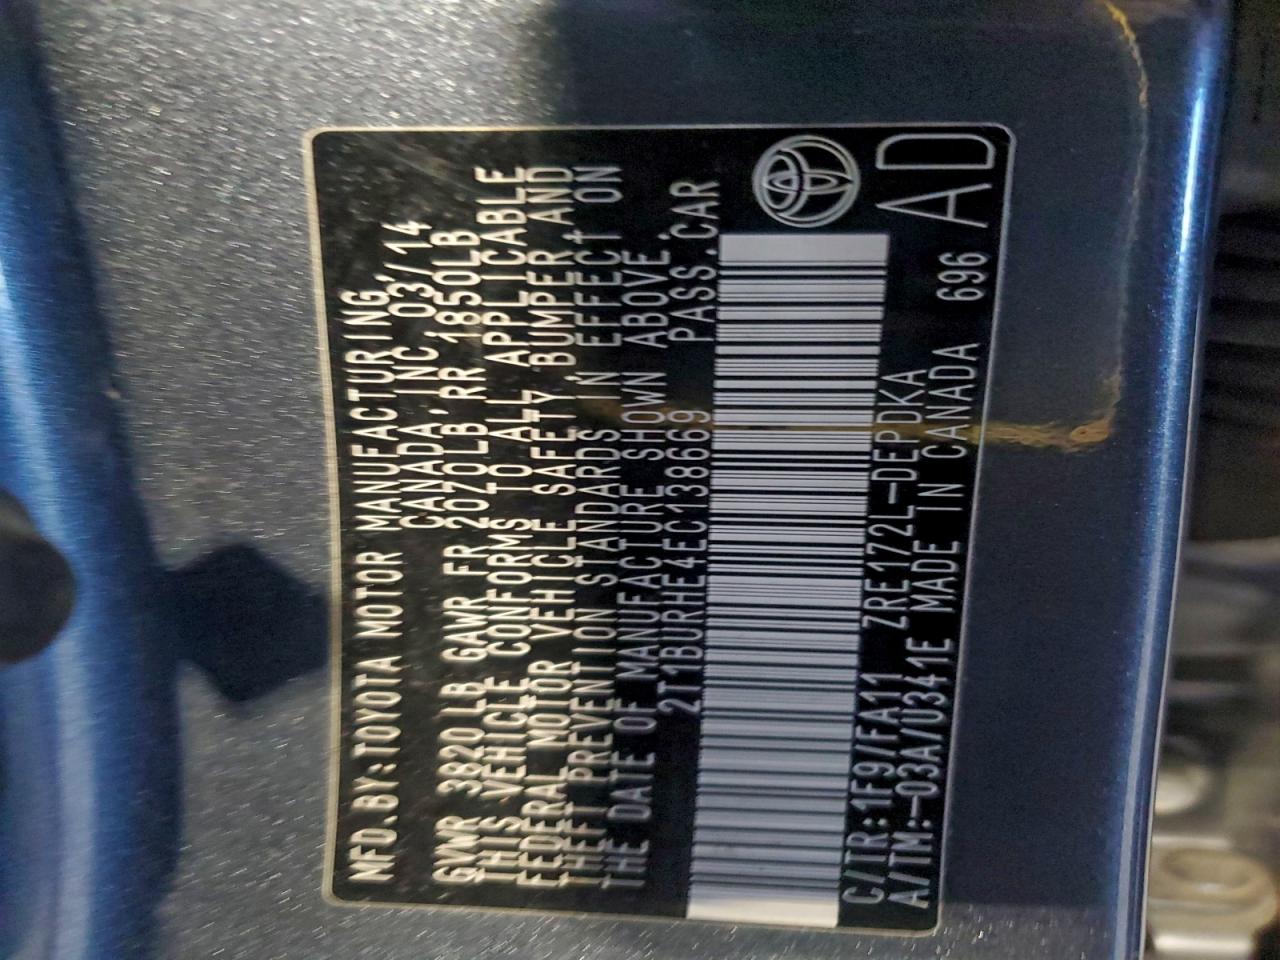 MFD.BY:TOYOTA MOTOR MANUFACTURING,
CANADA, INC. 03/14
GVWR 3820LB GAWR FR 2070LB RR 1850LB
THIS VEHICLE CONFORMS TO ALL APPLICABLE
FEDERAL MOTOR VEHICLE SAFETY, BUMPER, AND
THEFT PREVENTION STANDARDS IN EFFECT ON
THE DATE OF MANUFACTURE SHOWN ABOVE.
2T1BURHE4EC138669 PASS.CAR
C/TR:1F9/FA11 ZRE172L-DEPDKA
A/TM:-03A/U341E MADE IN CANADA 696 AD